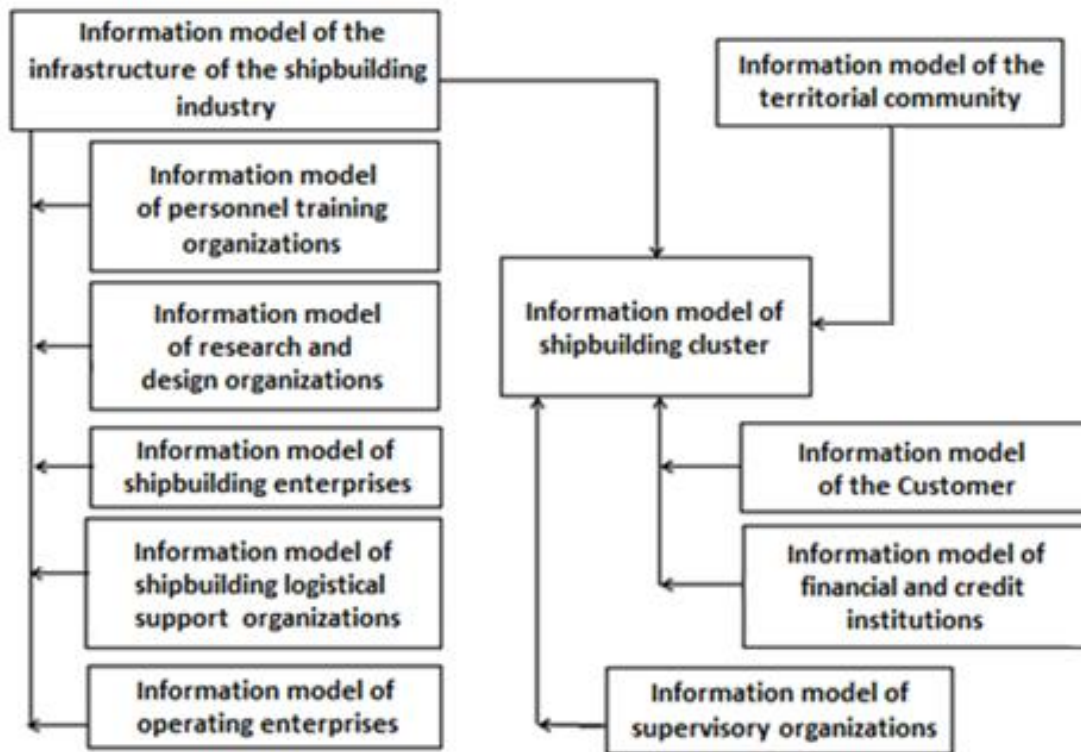 Information model of the
infrastructure of the shipbuilding
industry
Information model
of personnel training
organizations
Information model
of research and
design organizations
Information model of
shipbuilding enterprises
Information model of
shipbuilding logistical
support organizations
Information model of
operating enterprises
Information model of the
territorial community
Information model of
shipbuilding cluster
Information model
of the Customer
Information model of
financial and credit
institutions
Information model of
supervisory organizations